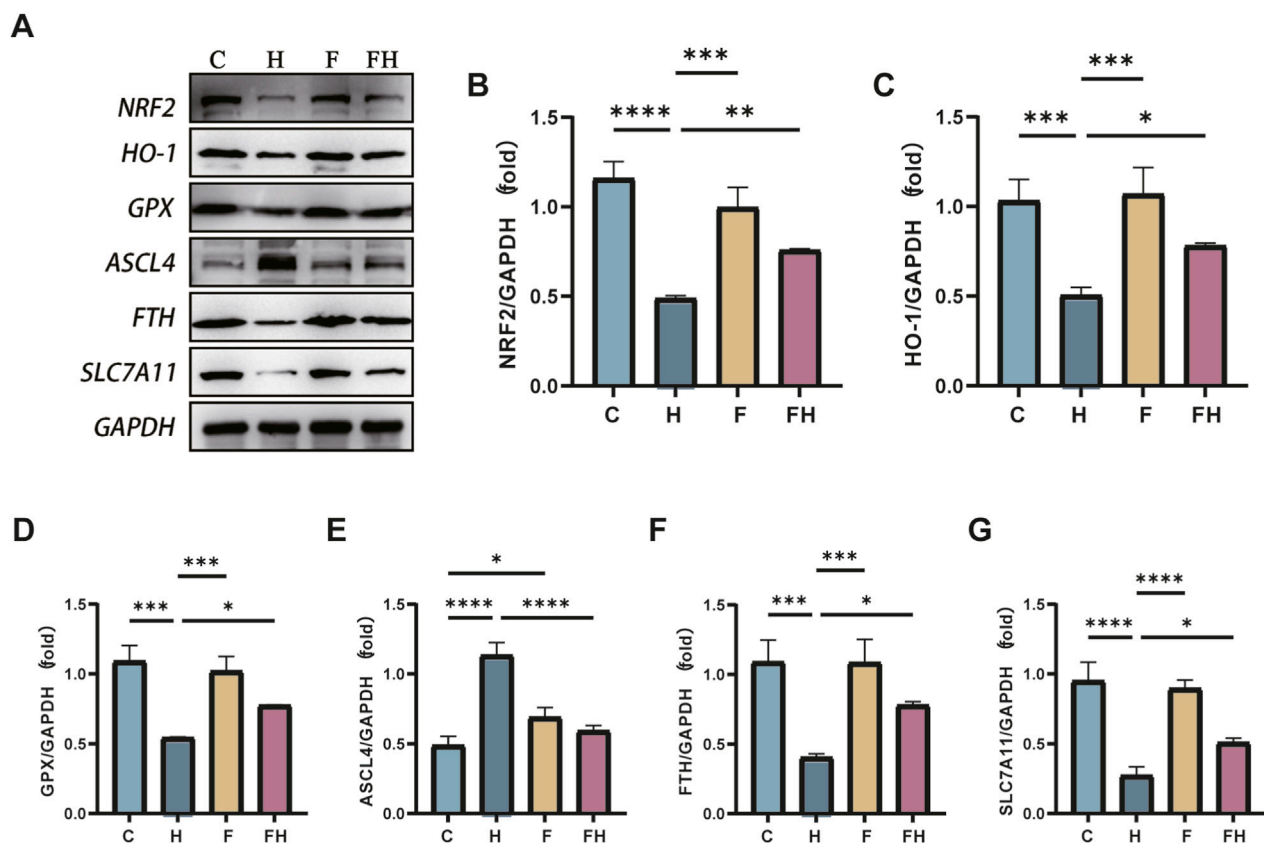 A
C H F FH
NRF2
HO-1
GPX
ASCL4
FTH
SLC7A11
GAPDH
B
***
**** **
NRF2/GAPDH (fold)
1.5
1.0
0.5
0.0
C H F FH
C
***
*** *
HO-1/GAPDH (fold)
1.5
1.0
0.5
0.0
C H F FH
D
***
*** *
GPX/GAPDH (fold)
1.5
1.0
0.5
0.0
C H F FH
E
*
**** ****
ASCL4/GAPDH (fold)
1.5
1.0
0.5
0.0
C H F FH
F
***
*** *
FTH/GAPDH (fold)
1.5
1.0
0.5
0.0
C H F FH
G
****
**** *
SLC7A11/GAPDH (fold)
1.5
1.0
0.5
0.0
C H F FH